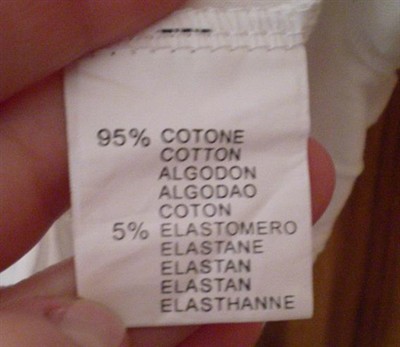 95% COTONE
COTTON
ALGODON
ALGODAO
COTON
5% ELASTOMERO
ELASTANE
ELASTAN
ELASTAN
ELASTHANNE